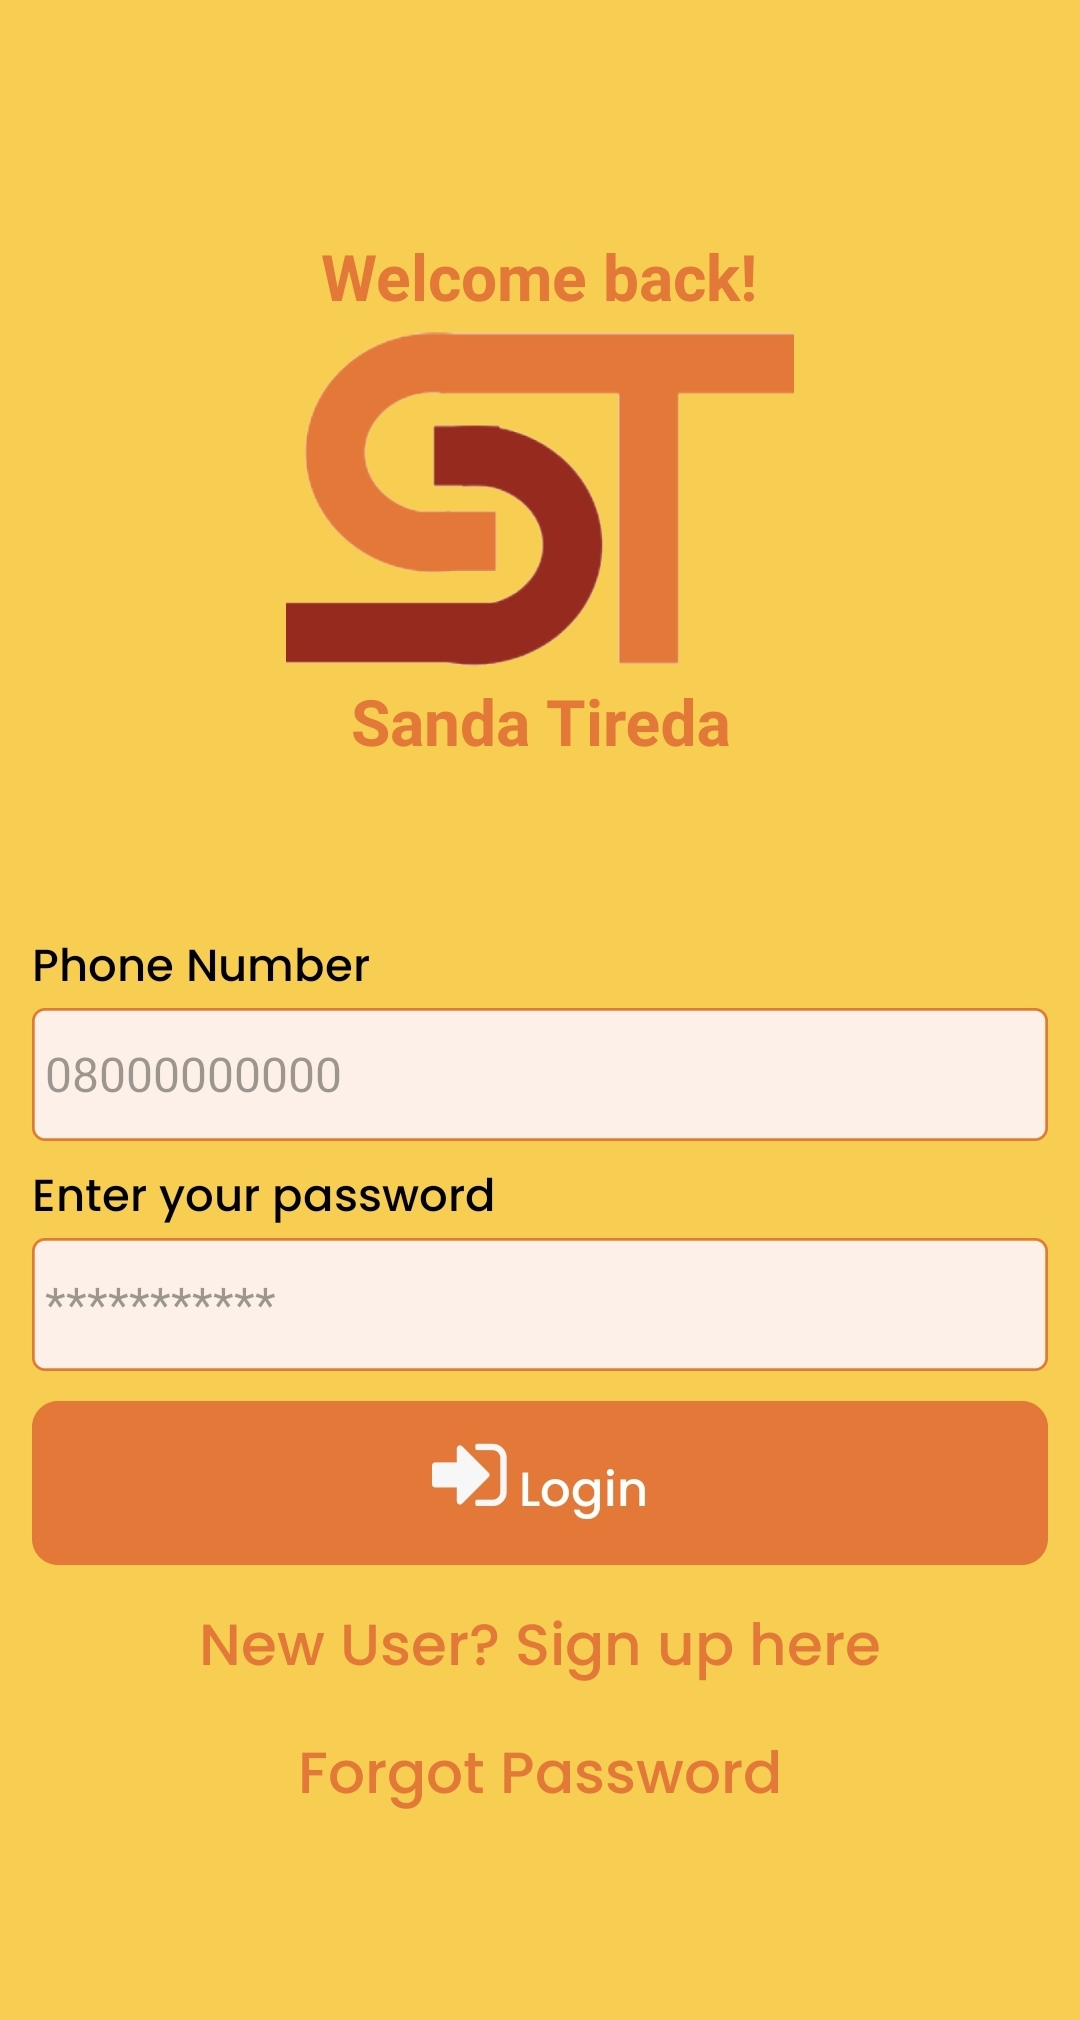 Welcome back!
ST
Sanda Tireda
Phone Number
08000000000
Enter your password
***********
Login
New User? Sign up here
Forgot Password